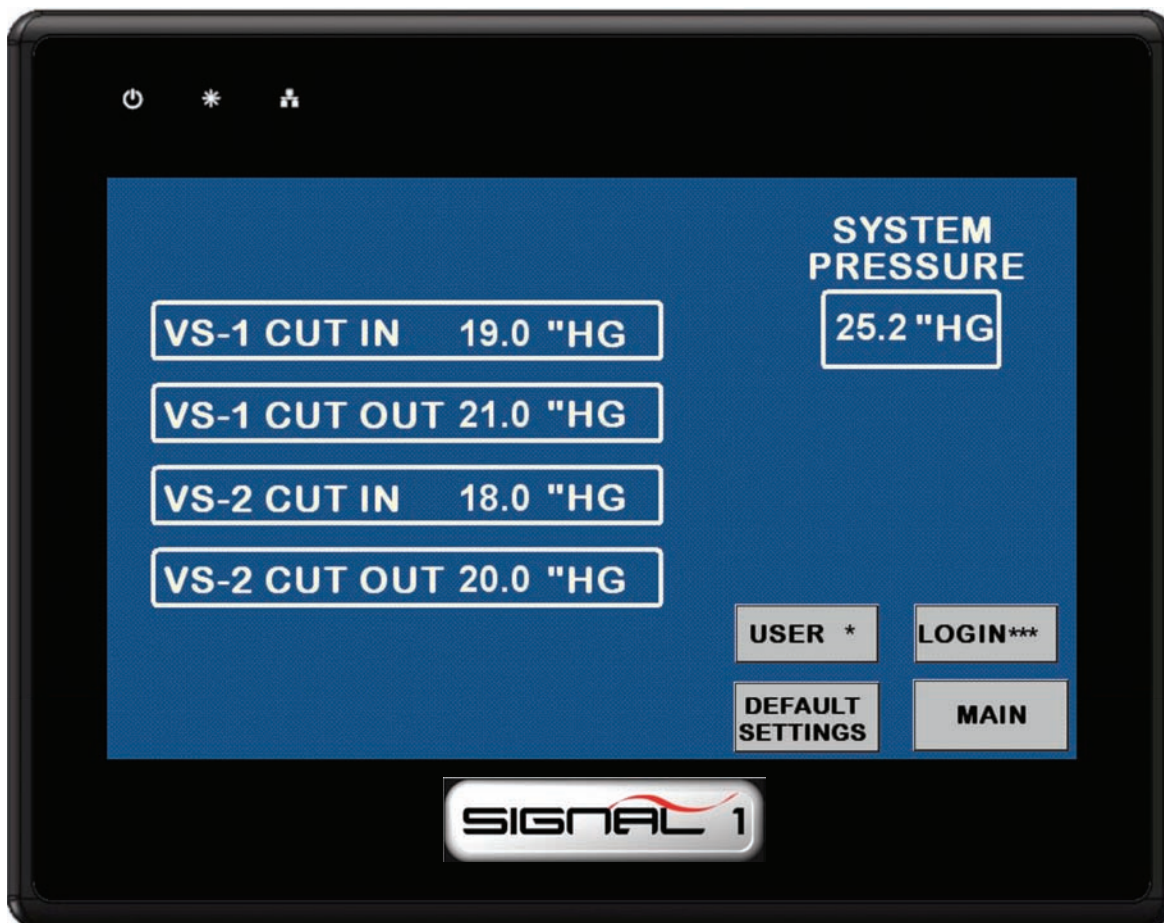 SYSTEM
PRESSURE
25.2 "HG
VS-1 CUT IN 19.0 "HG
VS-1 CUT OUT 21.0 "HG
VS-2 CUT IN 18.0 "HG
VS-2 CUT OUT 20.0 "HG
USER *
LOGIN***
DEFAULT
SETTINGS
MAIN
SIGNAL 1